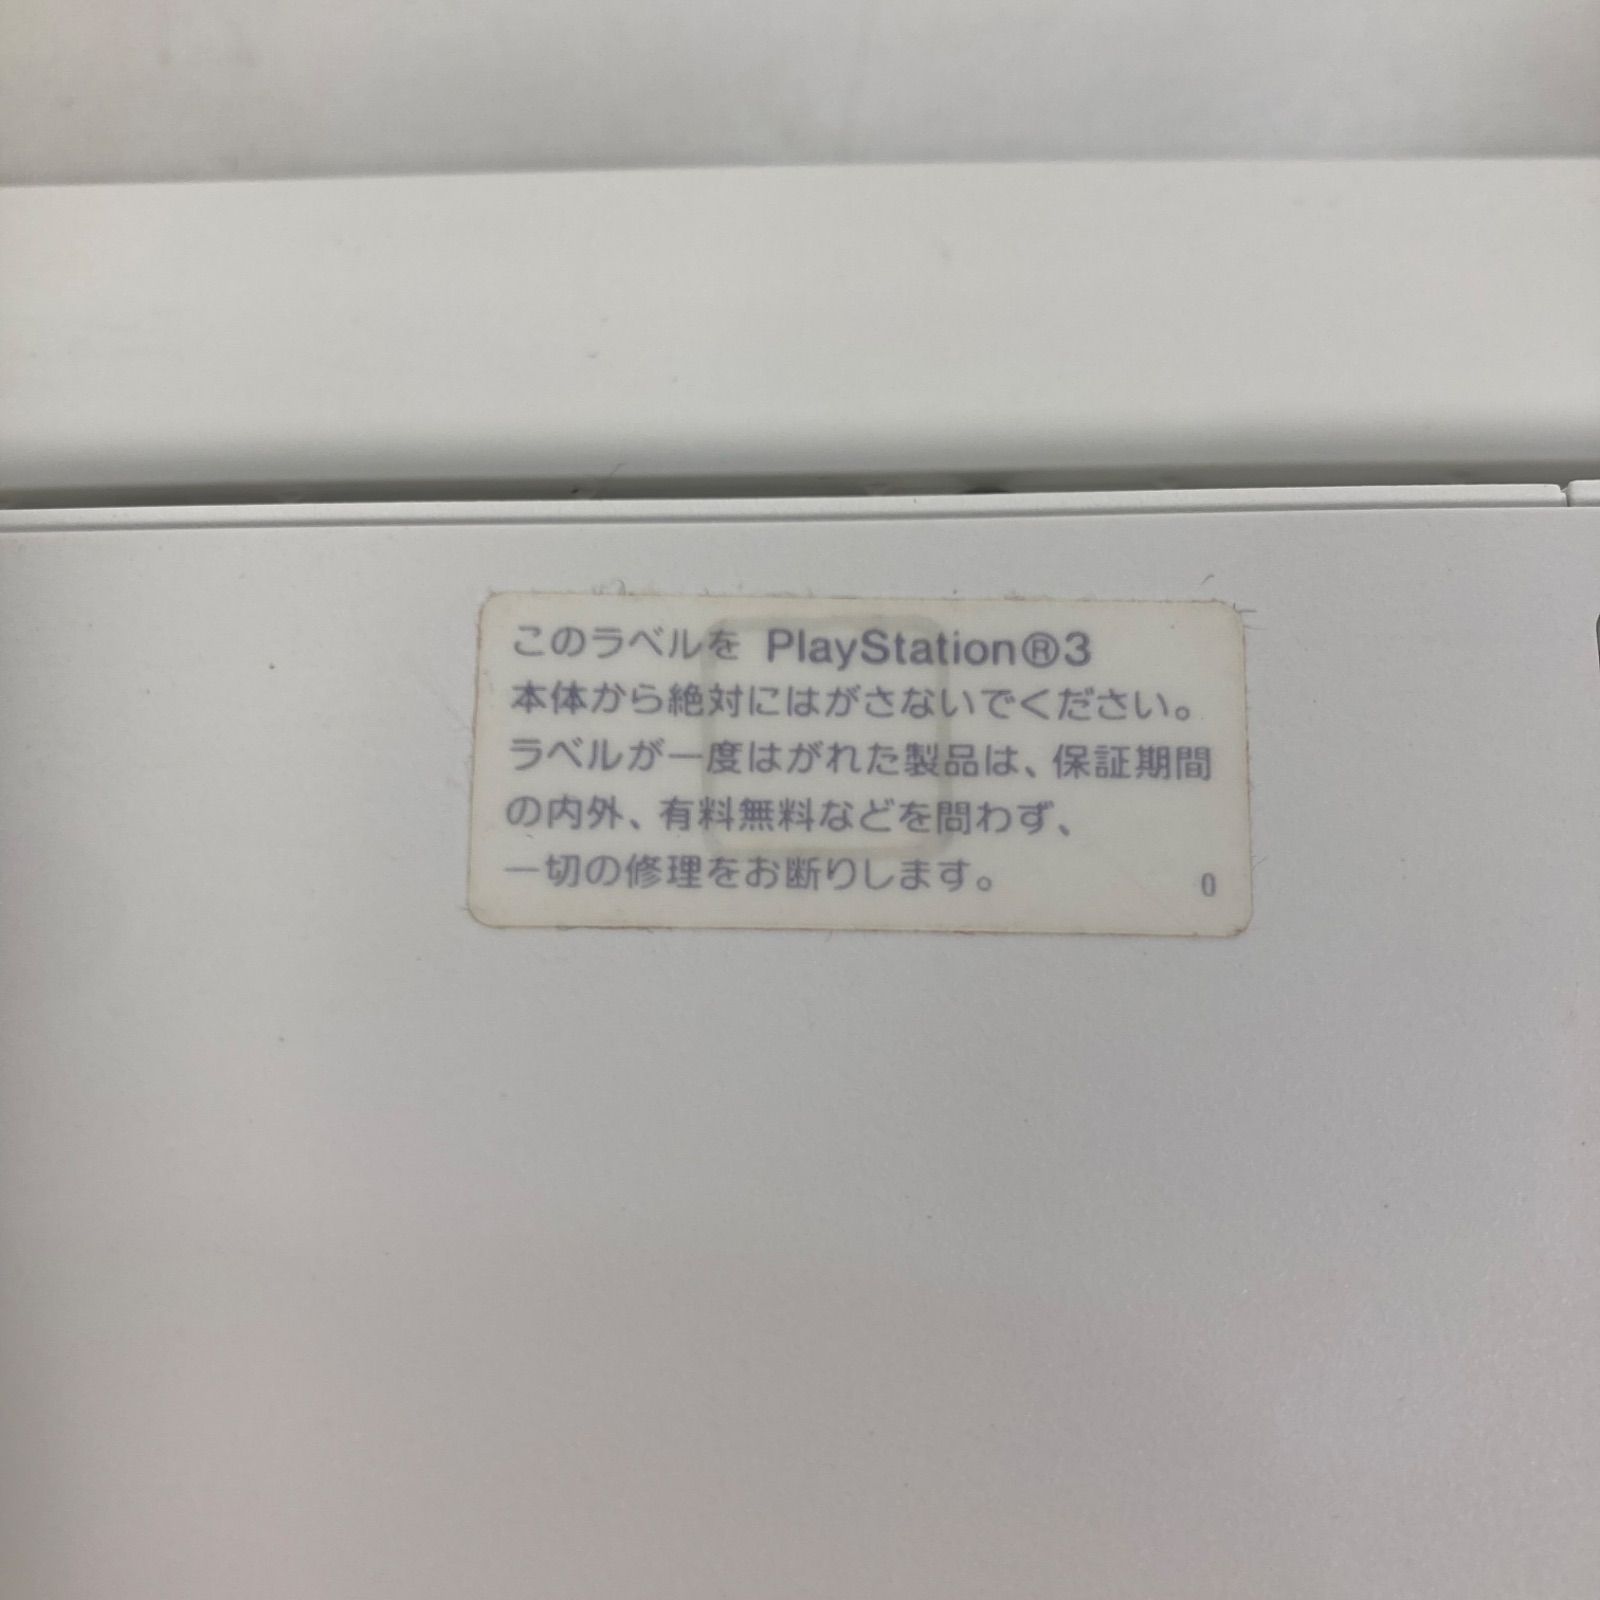 このラベルを PlayStation®3
本体から絶対にはがさないでください。
ラベルが一度はがれた製品は、保証期間
の内外、有料無料などを問わず、
一切の修理をお断りします。 0